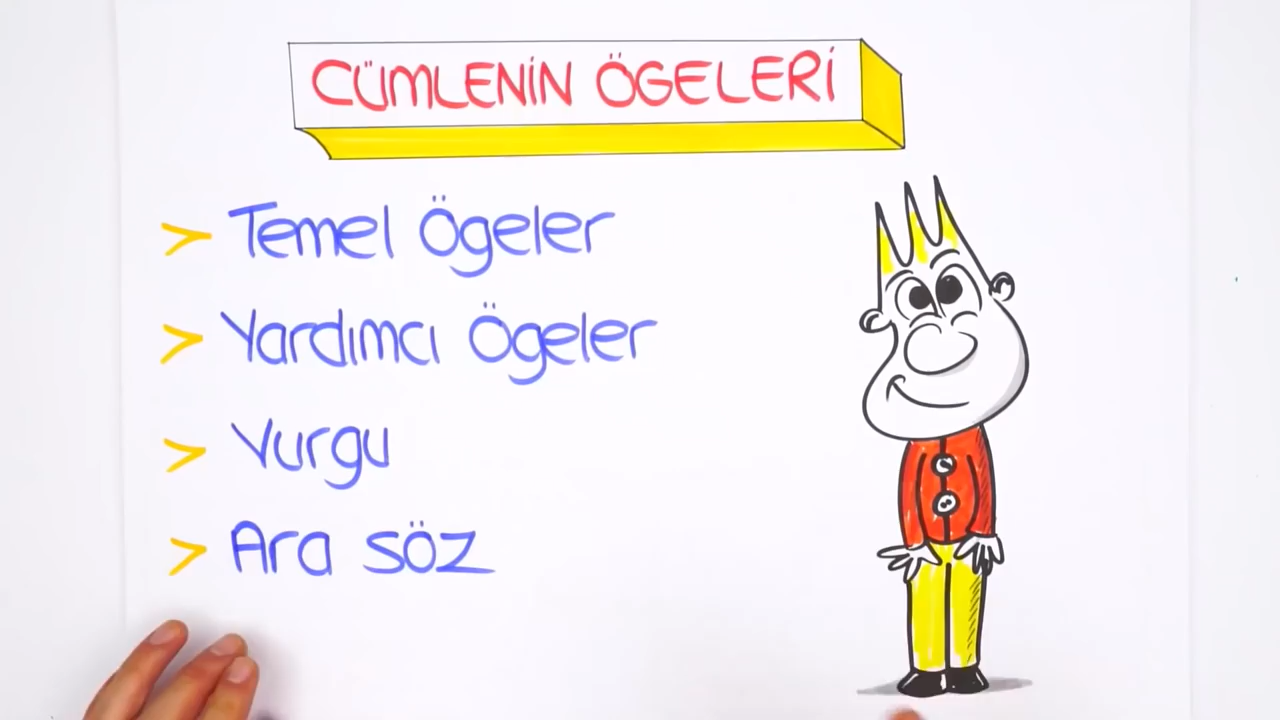 CÜMLENİN ÖGELERİ
> Temel Ögeler
> Yardımcı Ögeler
> Vurgu
> Ara söz